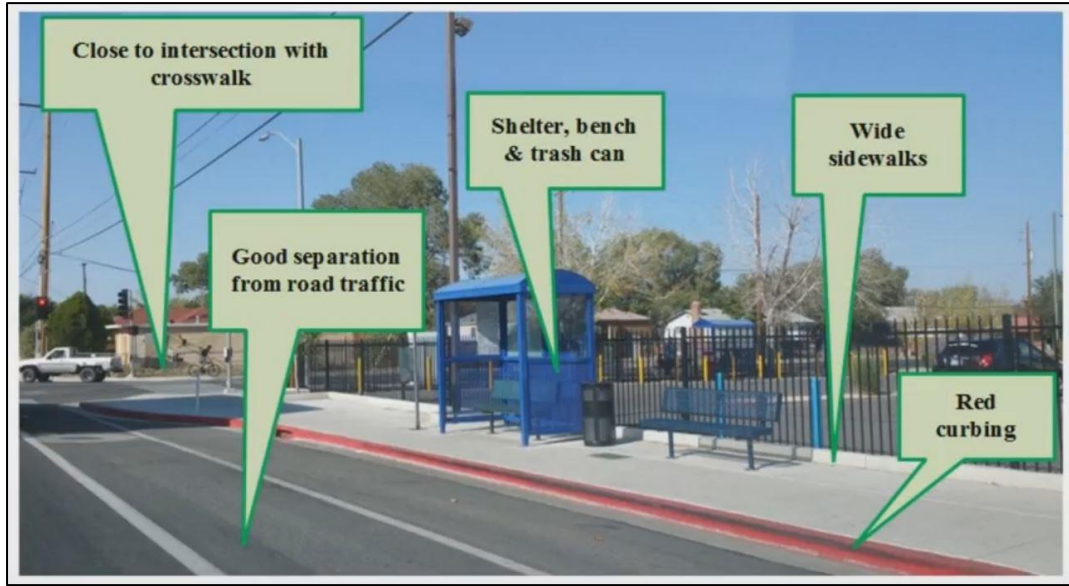 Close to intersection with
crosswalk
Shelter, bench
& trash can
Wide
sidewalks
Good separation
from road traffic
Red
curbing